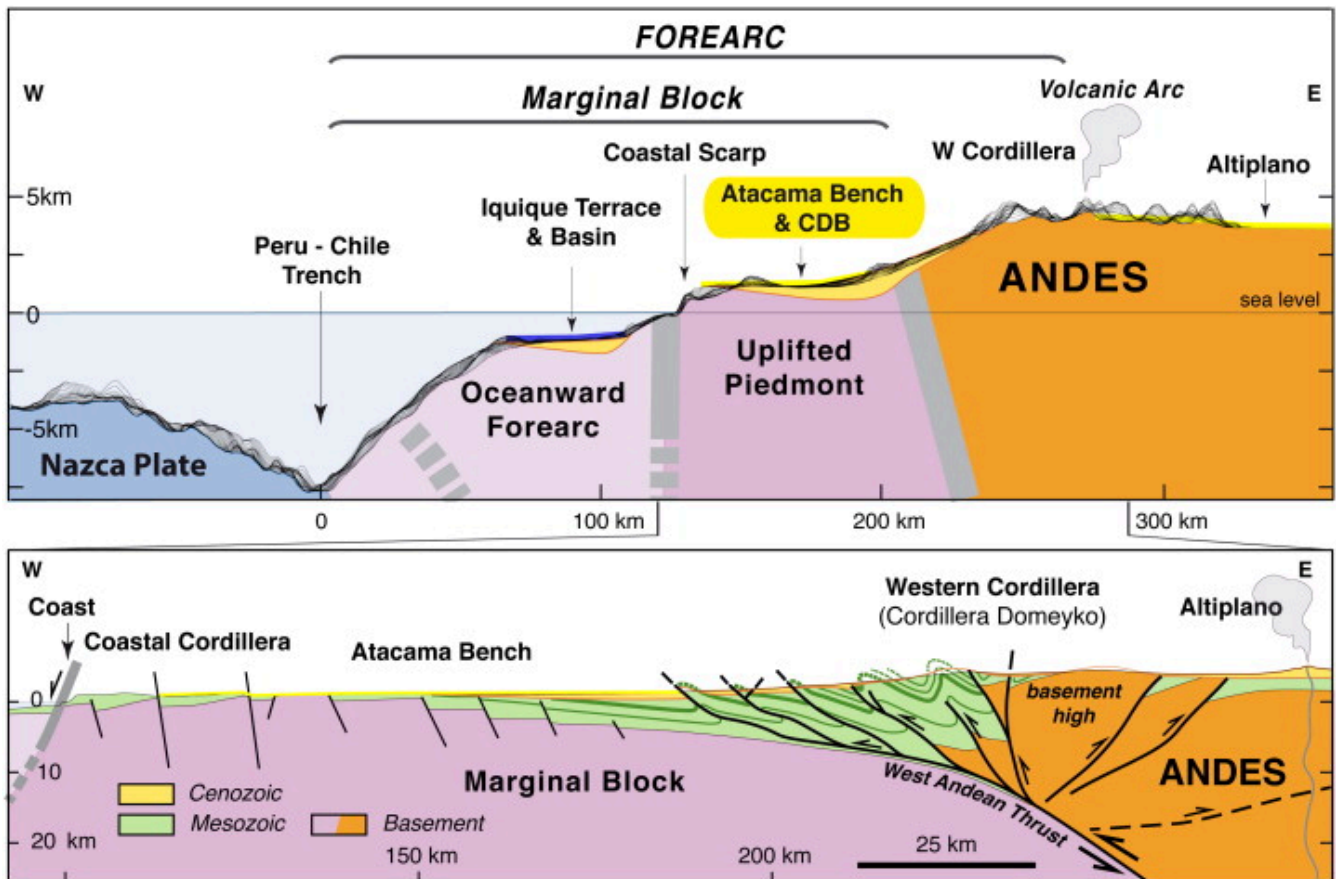 FOREARC
W
Marginal Block
Volcanic Arc
E
Coastal Scarp
W Cordillera
Altiplano
5km
Iquique Terrace
& Basin
Atacama Bench
& CDB
Peru - Chile
Trench
ANDES
0
sea level
Uplifted
Piedmont
Oceanward
Forearc
-5km
Nazca Plate
0
100 km
200 km
300 km
W
E
Coast
Western Cordillera
(Cordillera Domeyko)
Altiplano
Coastal Cordillera
Atacama Bench
0
basement
high
10
Marginal Block
West Andean Thrust
ANDES
Cenozoic
Mesozoic
Basement
20 km
150 km
200 km
25 km